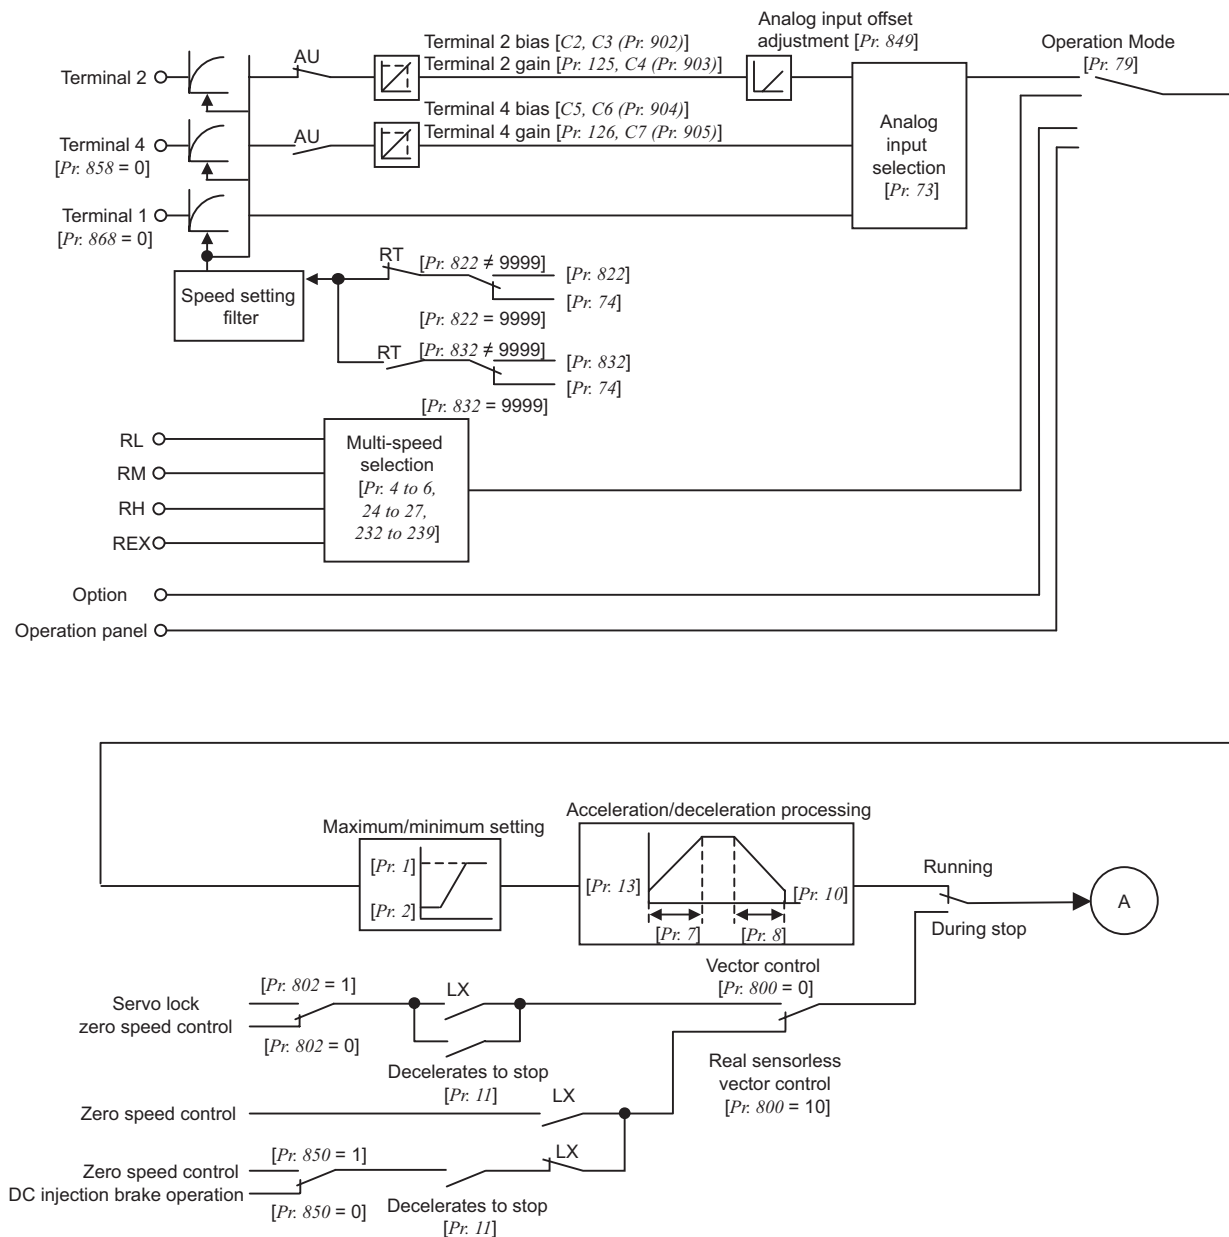 Analog input offset
adjustment [Pr. 849]
Operation Mode
[Pr. 79]
Terminal 2
AU
Terminal 2 bias [C2, C3 (Pr. 902)]
Terminal 2 gain [Pr. 125, C4 (Pr. 903)]
Terminal 4
[Pr. 858 = 0]
AU
Terminal 4 bias [C5, C6 (Pr. 904)]
Terminal 4 gain [Pr. 126, C7 (Pr. 905)]
Analog
input
selection
[Pr. 73]
Terminal 1
[Pr. 868 = 0]
Speed setting
filter
RT
[Pr. 822 ≠ 9999]
[Pr. 822]
[Pr. 74]
[Pr. 822 = 9999]
RT
[Pr. 832 ≠ 9999]
[Pr. 832]
[Pr. 74]
[Pr. 832 = 9999]
RL
RM
RH
REX
Multi-speed
selection
[Pr. 4 to 6,
24 to 27,
232 to 239]
Option
Operation panel
Maximum/minimum setting
[Pr. 1]
[Pr. 2]
Acceleration/deceleration processing
[Pr. 13]
[Pr. 10]
[Pr. 7]
[Pr. 8]
Running
During stop
A
Servo lock
zero speed control
[Pr. 802 = 1]
[Pr. 802 = 0]
LX
Decelerates to stop
[Pr. 11]
Vector control
[Pr. 800 = 0]
Real sensorless
vector control
[Pr. 800 = 10]
Zero speed control
LX
Zero speed control
DC injection brake operation
[Pr. 850 = 1]
[Pr. 850 = 0]
LX
Decelerates to stop
[Pr. 11]